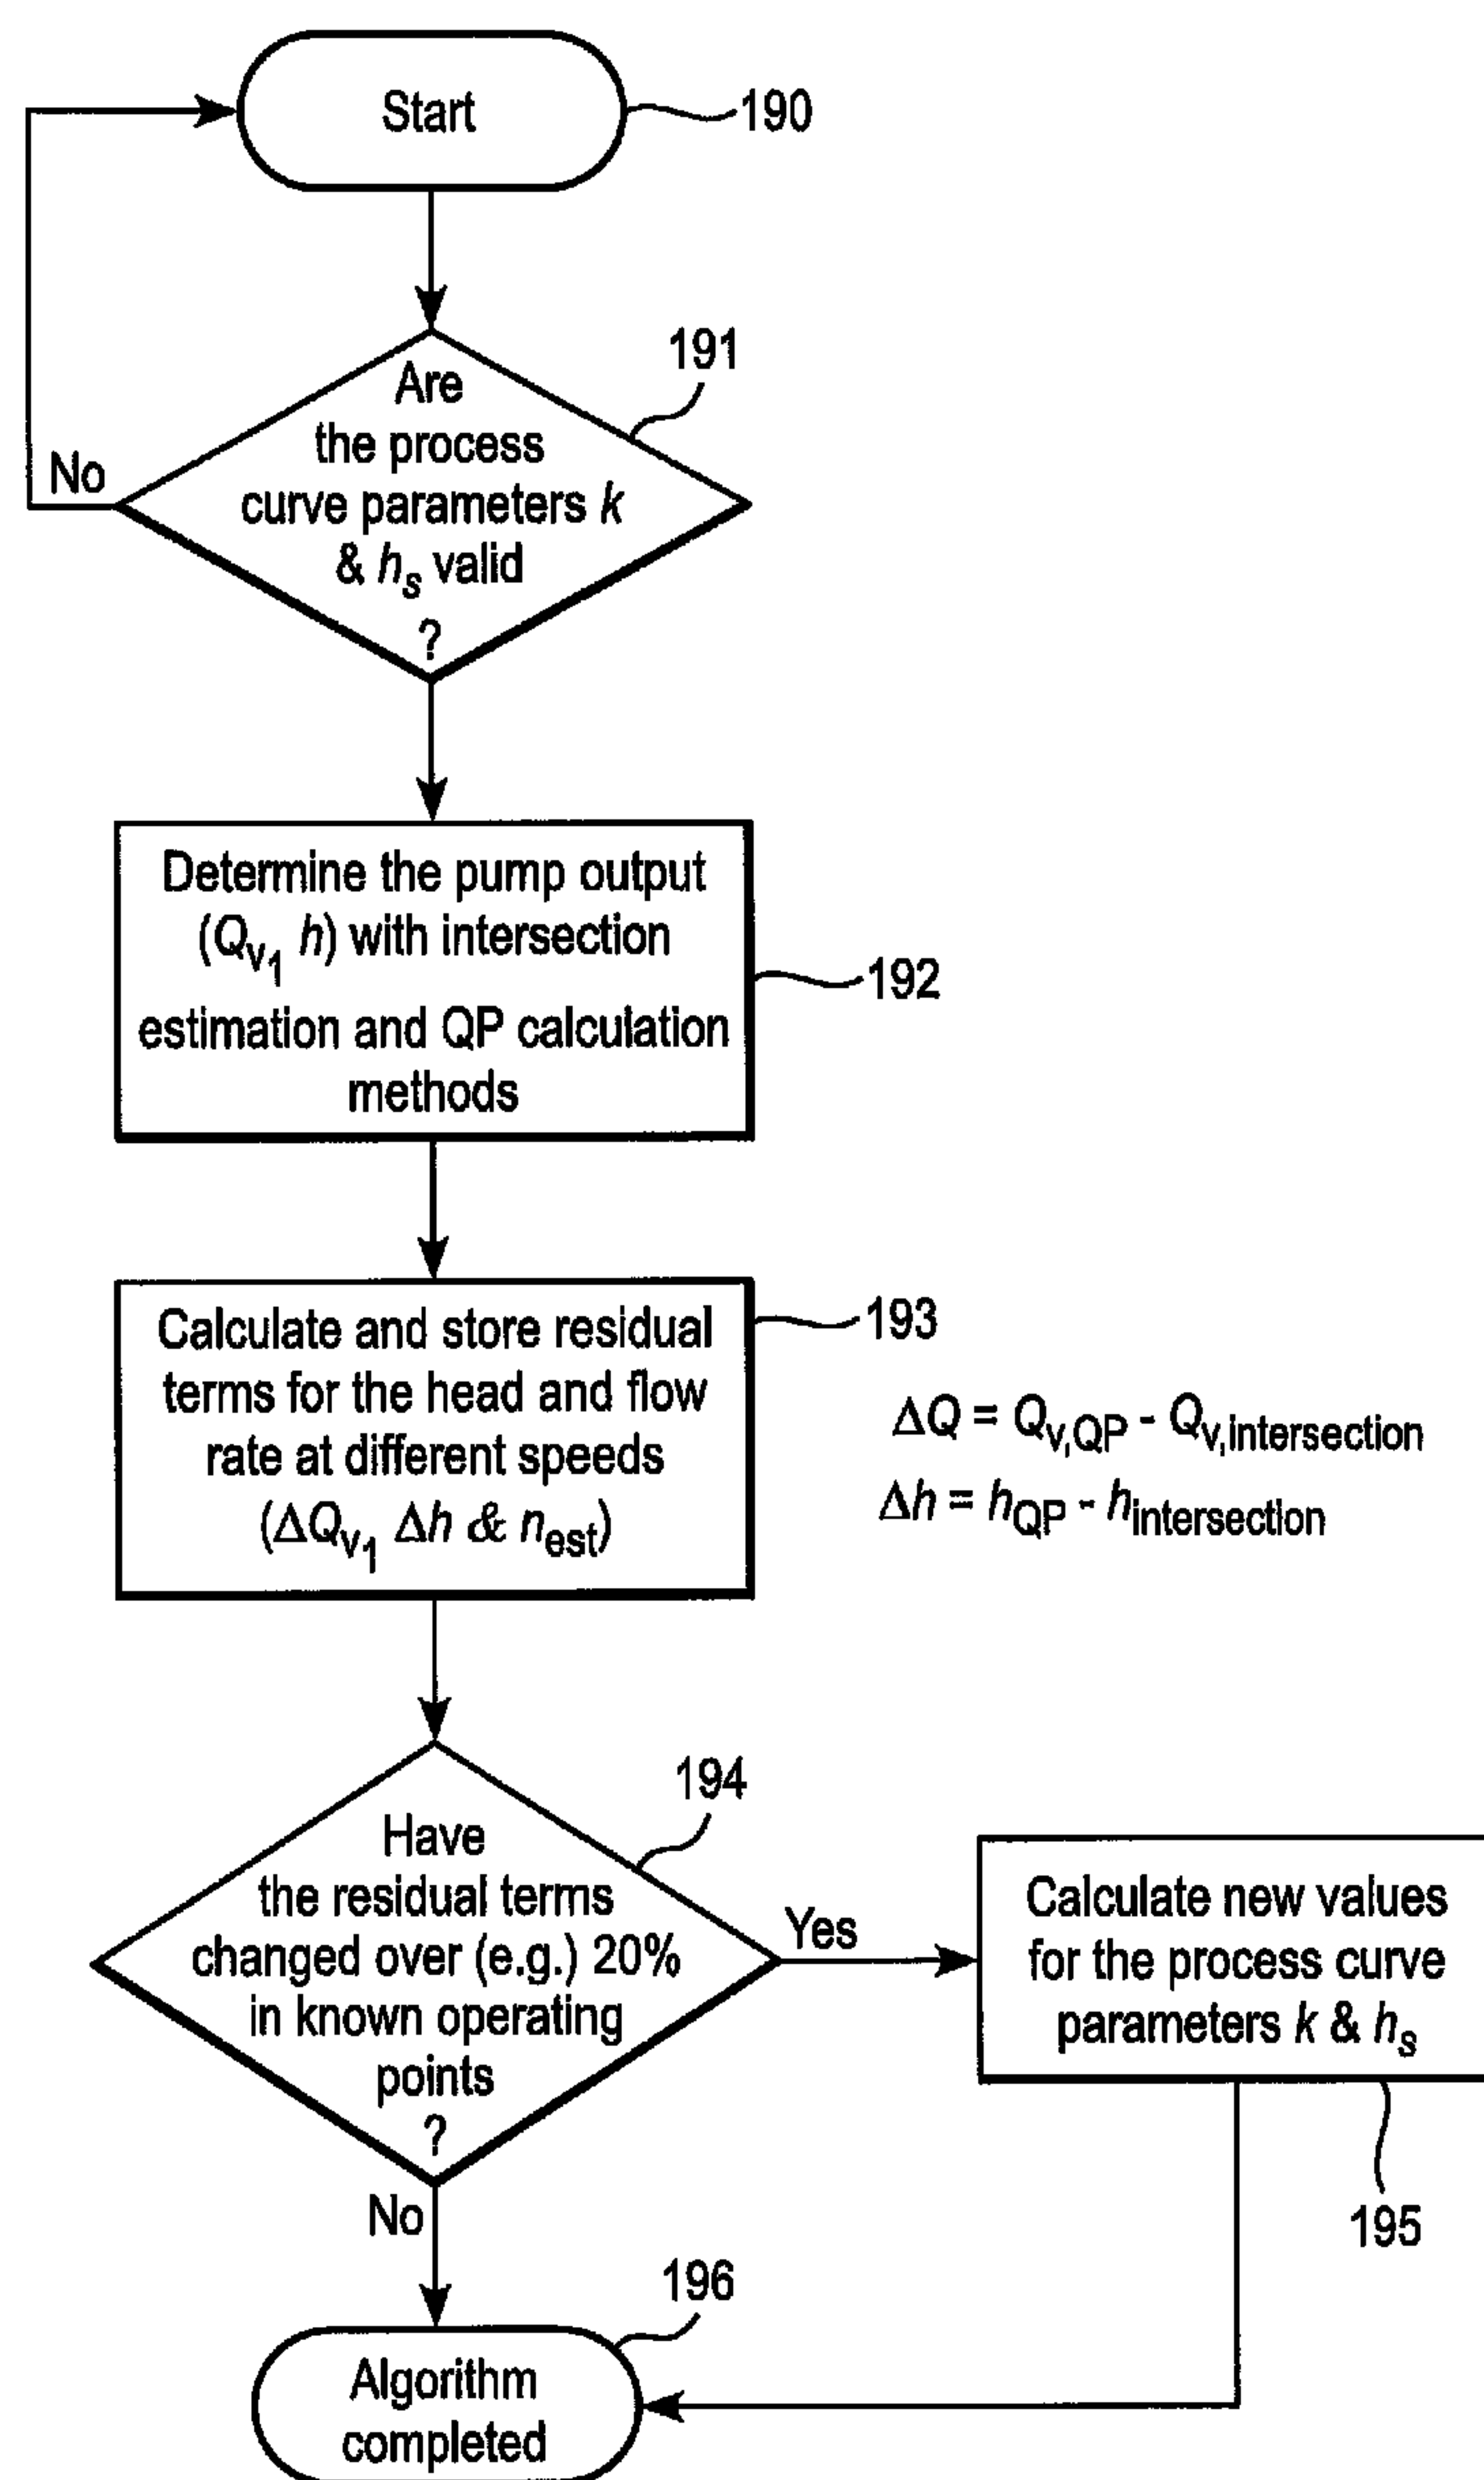 Start
190
191
Are
the process
curve parameters k
& hs valid
?
No
Determine the pump output
(Qv1 h) with intersection
estimation and QP calculation
methods
192
Calculate and store residual
terms for the head and flow
rate at different speeds
(ΔQv1 Δh & nest)
193
ΔQ = Qv,QP - Qv,intersection
Δh = hQP - hintersection
194
Have
the residual terms
changed over (e.g.) 20%
in known operating
points
?
Yes
Calculate new values
for the process curve
parameters k & hs
195
No
196
Algorithm
completed